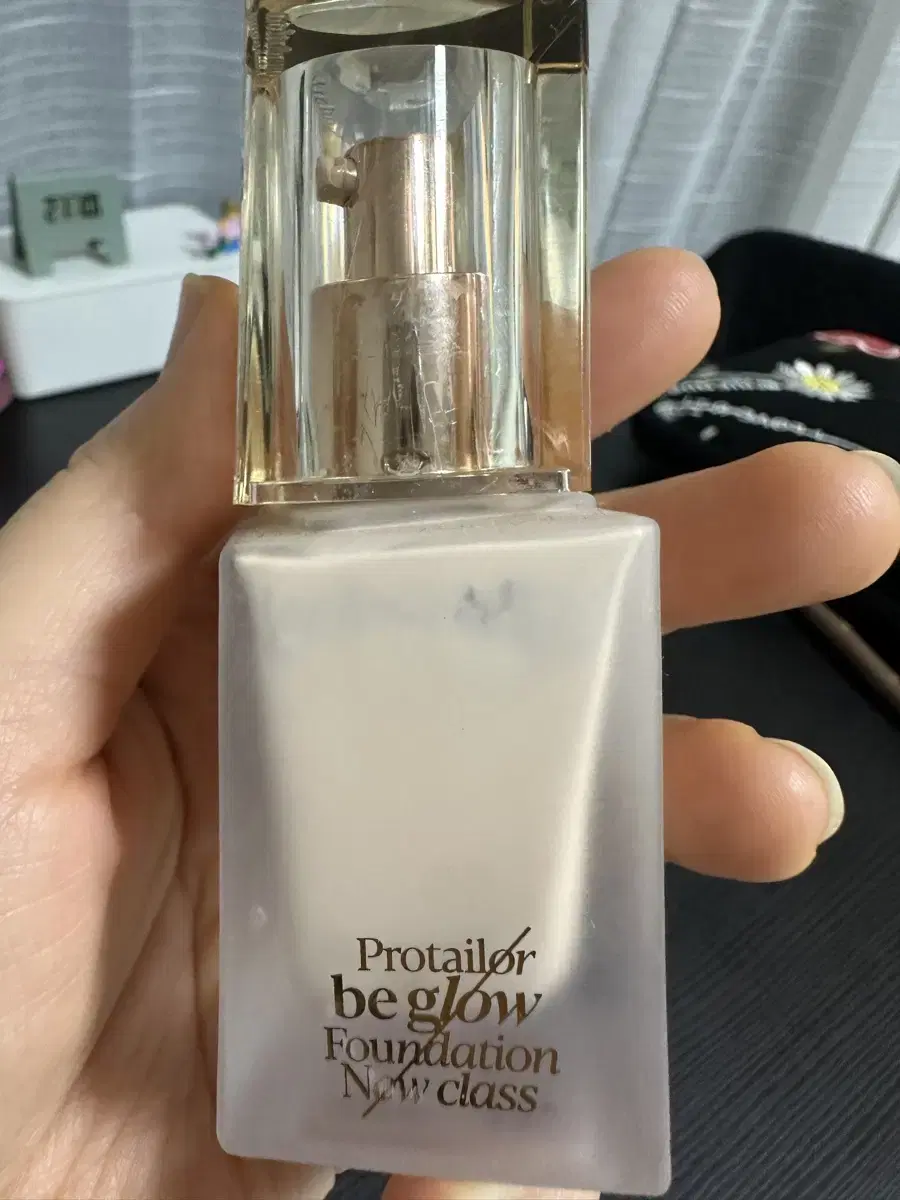 Protailor
be glow
Foundation
New class